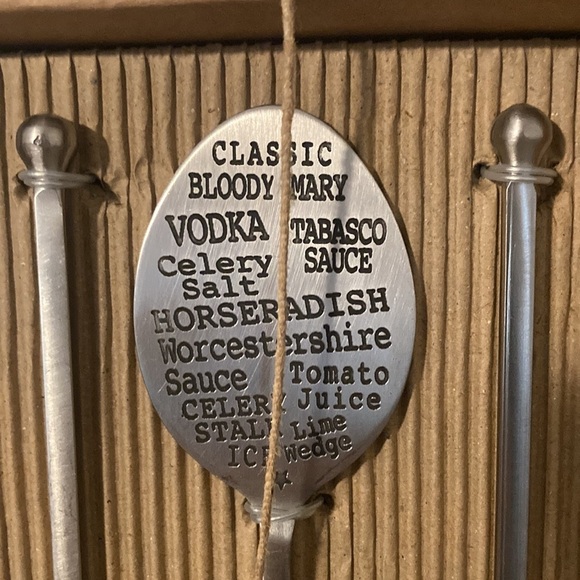 CLASSIC
BLOODY MARY
VODKA TABASCO
Celery SAUCE
Salt
HORSERADISH
Worcestershire
Sauce Tomato
CELERY Juice
STALK Lime
ICE Wedge